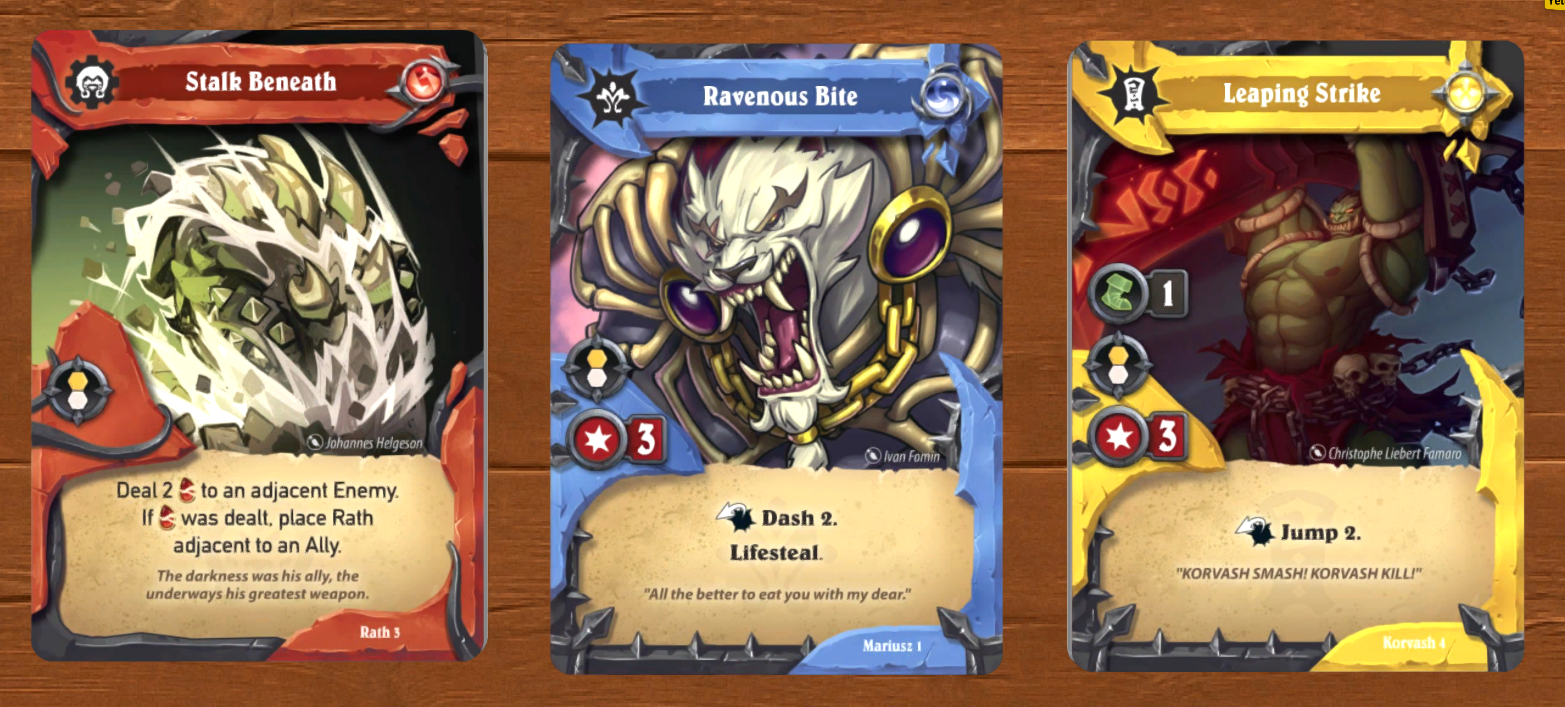 Stalk Beneath
Johannes Helgeson
Deal 2 to an adjacent Enemy.
If was dealt, place Rath
adjacent to an Ally.
The darkness was his ally, the
underways his greatest weapon.
Rath 3
Ravenous Bite
3
Ivan Fomin
Dash 2.
Lifesteal.
"All the better to eat you with my dear."
Mariusz 1
Leaping Strike
1
3
Christophe Liebert Famaro
Jump 2.
"KORVASH SMASH! KORVASH KILL!"
Korvash 4